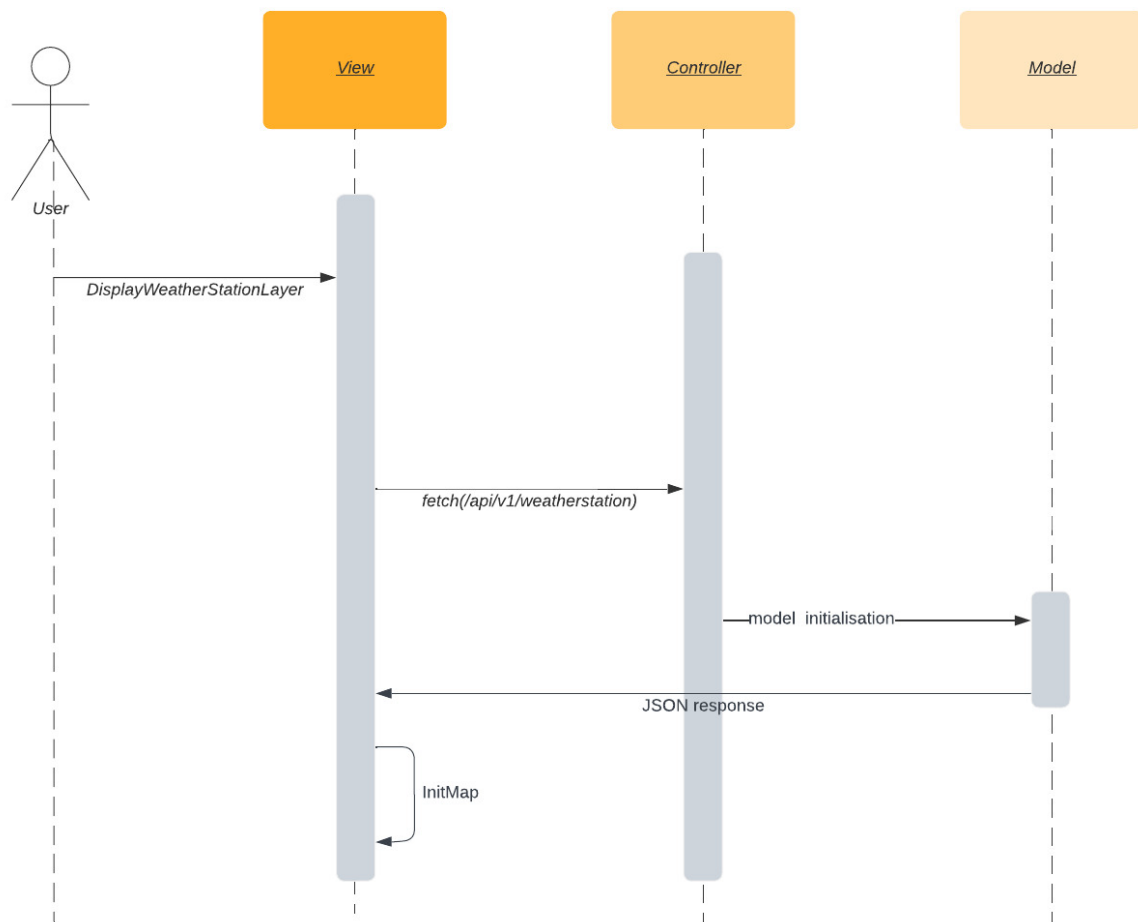 View
Controller
Model
User
DisplayWeatherStationLayer
fetch(/api/v1/weatherstation)
model initialisation
JSON response
InitMap